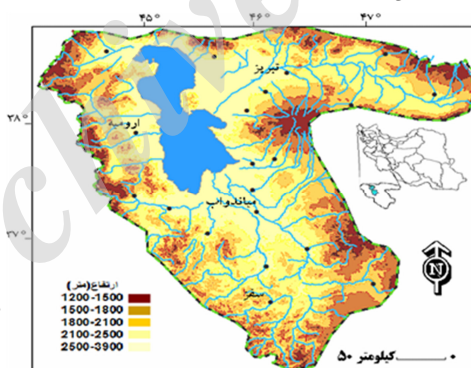 ۴۵° ۴۶° ۴۷°
تبریز
۳۸°
ارومیه
میاندواب
۳۷°
سقز
ارتفاع(متر)
1200-1500
1500-1800
1800-2100
2100-2500
2500-3900
N
۵۰ کیلومتر ۰